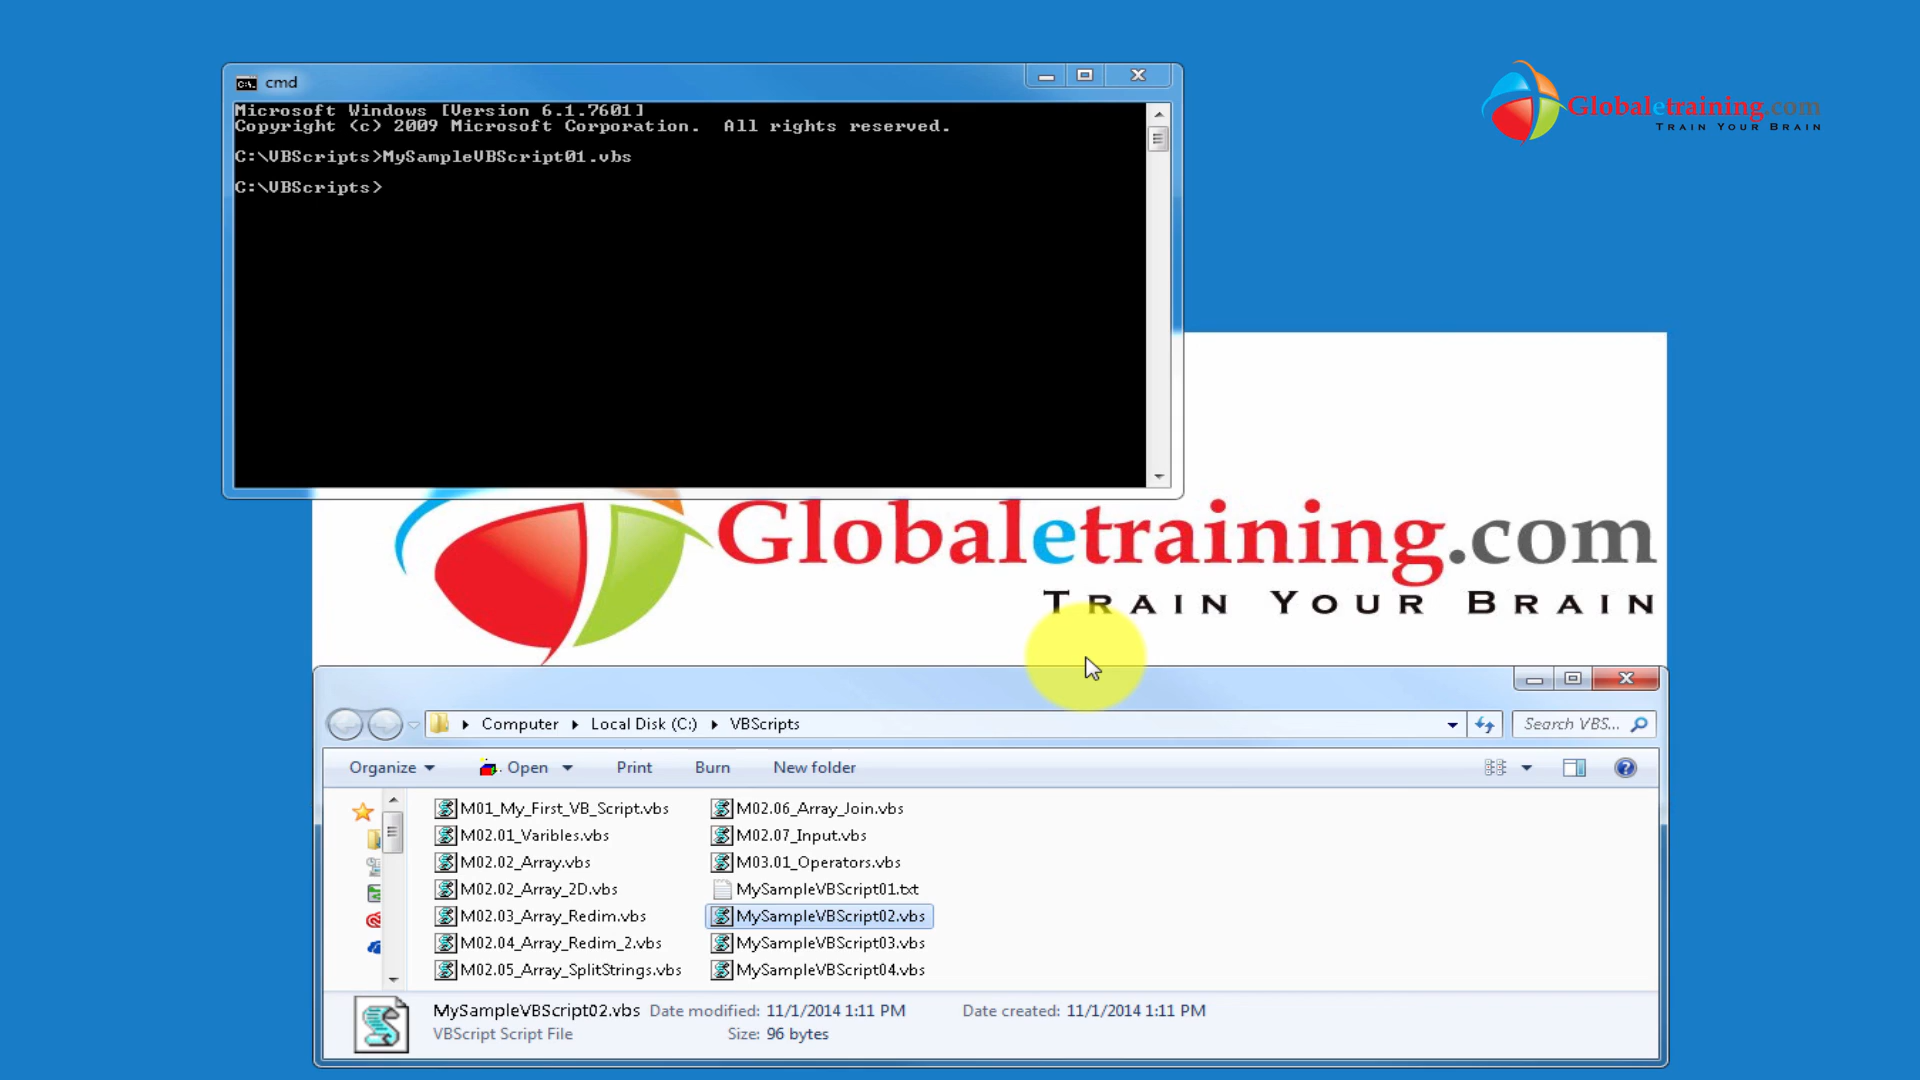 cmd
Microsoft Windows [Version 6.1.7601]
Copyright (c) 2009 Microsoft Corporation.  All rights reserved.
C:\VBScripts>MySampleVBScript01.vbs
C:\VBScripts>
Globaletraining.com
TRAIN YOUR BRAIN
Globaletraining.com
TRAIN YOUR BRAIN
Computer Local Disk (C:) VBScripts
Search VBS...
Organize Open Print Burn New folder
M01_My_First_VB_Script.vbs M02.06_Array_Join.vbs
M02.01_Varibles.vbs M02.07_Input.vbs
M02.02_Array.vbs M03.01_Operators.vbs
M02.02_Array_2D.vbs MySampleVBScript01.txt
M02.03_Array_Redim.vbs MySampleVBScript02.vbs
M02.04_Array_Redim_2.vbs MySampleVBScript03.vbs
M02.05_Array_SplitStrings.vbs MySampleVBScript04.vbs
MySampleVBScript02.vbs Date modified: 11/1/2014 1:11 PM Date created: 11/1/2014 1:11 PM
VBScript Script File Size: 96 bytes